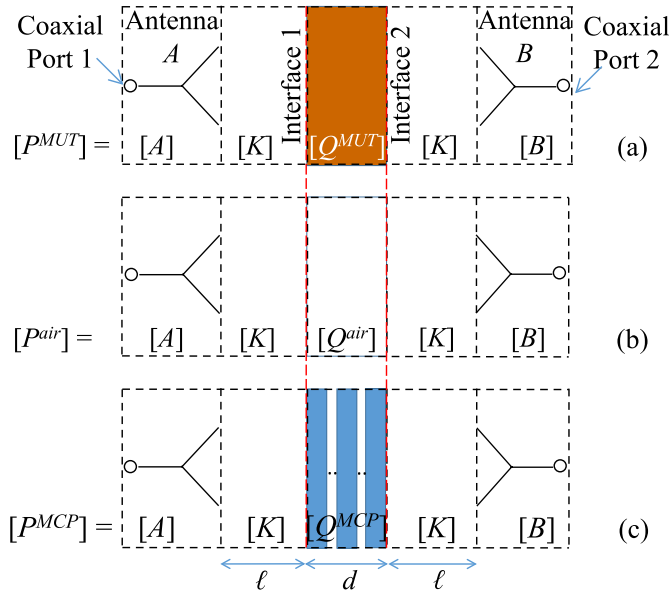 Coaxial Port 1
Antenna A
Interface 1
Interface 2
Antenna B
Coaxial Port 2
[P^{MUT}] = [A] [K] [Q^{MUT}] [K] [B] (a)
[P^{air}] = [A] [K] [Q^{air}] [K] [B] (b)
.. ..
[P^{MCP}] = [A] [K] [Q^{MCP}] [K] [B] (c)
ℓ d ℓ